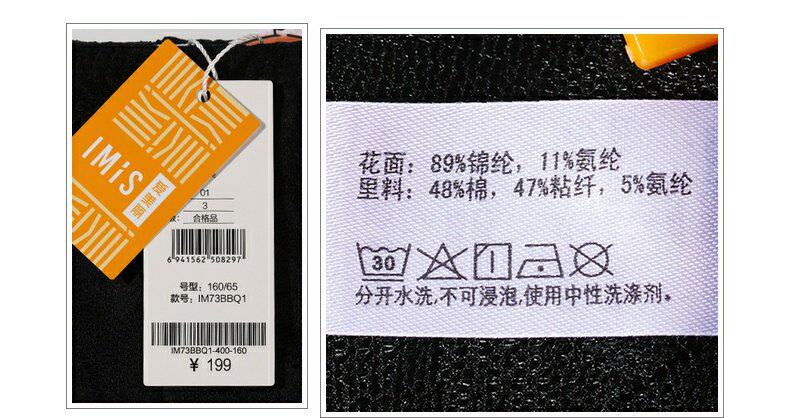 IMiS
爱美丽
01
3
合格品
6 941562 508297
号型：160/65
款号：IM73BBQ1
IM73BBQ1-400-160
¥ 199
花面：89%锦纶，11%氨纶
里料：48%棉，47%粘纤，5%氨纶
30
分开水洗,不可浸泡,使用中性洗涤剂。